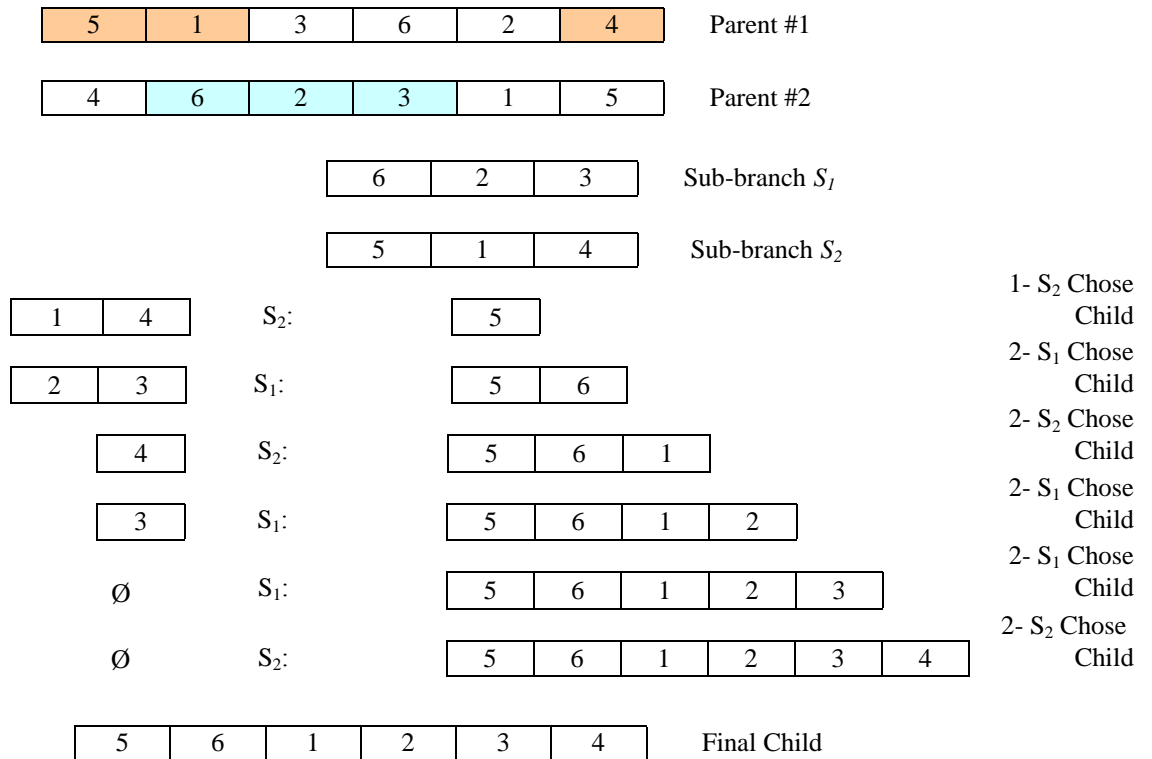 5 1 3 6 2 4 Parent #1
4 6 2 3 1 5 Parent #2
6 2 3 Sub-branch S1
5 1 4 Sub-branch S2
1- S2 Chose
1 4 S2: 5 Child
2- S1 Chose
2 3 S1: 5 6 Child
2- S2 Chose
4 S2: 5 6 1 Child
2- S1 Chose
3 S1: 5 6 1 2 Child
2- S1 Chose
Ø S1: 5 6 1 2 3 Child
2- S2 Chose
Ø S2: 5 6 1 2 3 4 Child
5 6 1 2 3 4 Final Child